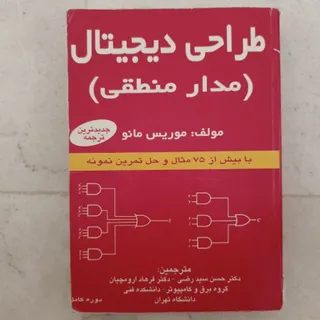 طراحی دیجیتال
(مدار منطقی)
مولف: موریس مانو
جدیدترین
ترجمه
با بیش از ۷۵ مثال و حل تمرین نمونه
مترجمین:
دکتر حسن سید رضی - دکتر فرهاد ارومچیان
گروه برق و کامپیوتر - دانشکده فنی
دانشگاه تهران
دوره کامل